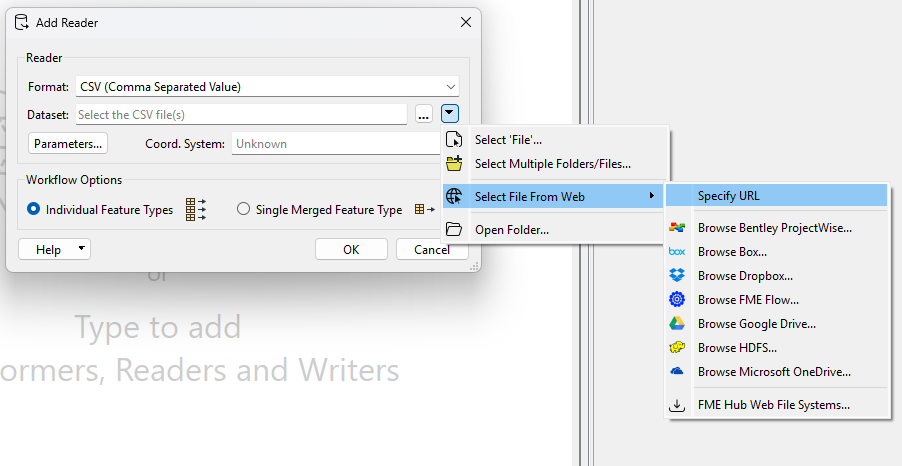 Add Reader
Reader
Format: CSV (Comma Separated Value)
Dataset: Select the CSV file(s) ...
Parameters... Coord. System: Unknown
Workflow Options
Individual Feature Types Single Merged Feature Type
Help OK Cancel
Select 'File'...
Select Multiple Folders/Files...
Select File From Web
Open Folder...
Specify URL
Browse Bentley ProjectWise...
box Browse Box...
Browse Dropbox...
Browse FME Flow...
Browse Google Drive...
Browse HDFS...
Browse Microsoft OneDrive...
FME Hub Web File Systems...
or
Type to add
ormers, Readers and Writers